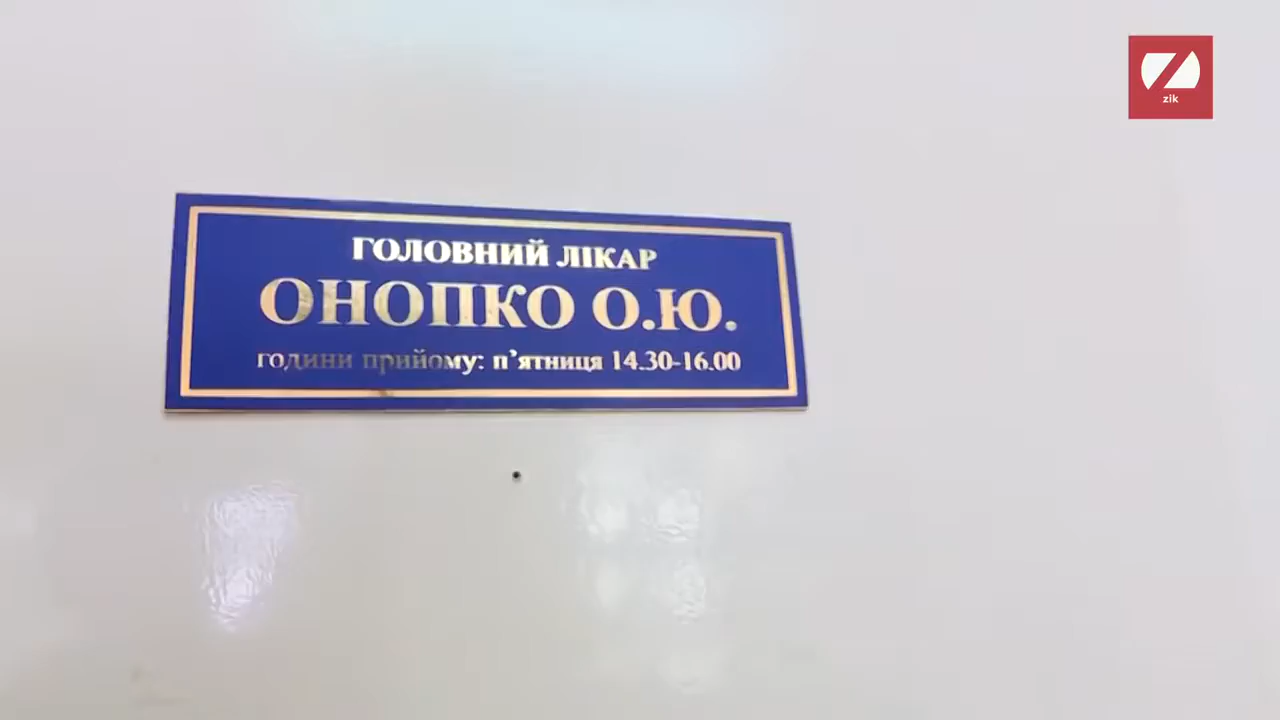 zik
ГОЛОВНИЙ ЛІКАР
ОНОПКО О.Ю.
години прийому: п’ятниця 14.30-16.00